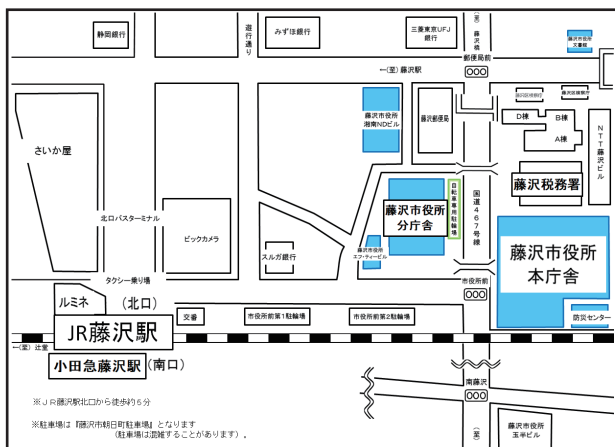 静岡銀行
遊行通り
みずほ銀行
三菱東京UFJ
銀行
(至)
藤沢橋
郵便局前
藤沢市役所
文書館
←(至)藤沢駅
藤沢市役所
湘南NDビル
藤沢郵便局
D棟
B棟
A棟
NTT藤沢ビル
さいか屋
藤沢税務署
藤沢市役所
分庁舎
自転車専用駐輪場
国道467号線
北口バスターミナル
ビックカメラ
スルガ銀行
藤沢市役所
エフ・ティービル
藤沢市役所
本庁舎
タクシー乗り場
市役所前
ルミネ
(北口)
交番
市役所前第1駐輪場
市役所前第2駐輪場
防災センター
JR藤沢駅
←(至)辻堂
小田急藤沢駅
(南口)
南藤沢
※JR藤沢駅北口から徒歩約5分
※駐車場は『藤沢市朝日町駐車場』となります
(駐車場は混雑することがあります)。
藤沢市役所
玉半ビル
(至)